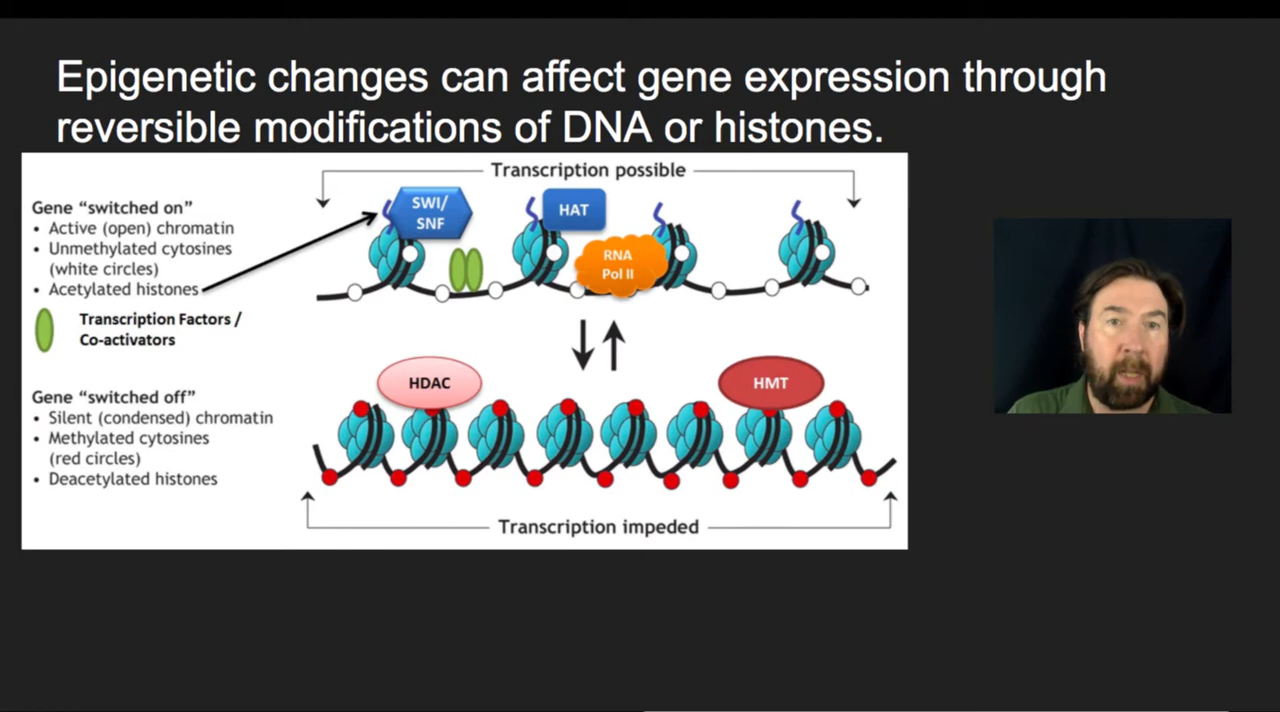 Epigenetic changes can affect gene expression through
reversible modifications of DNA or histones.
Transcription possible
Gene “switched on”
• Active (open) chromatin
• Unmethylated cytosines
(white circles)
• Acetylated histones
Transcription Factors /
Co-activators
SWI/
SNF
HAT
RNA
Pol II
HDAC
HMT
Gene “switched off”
• Silent (condensed) chromatin
• Methylated cytosines
(red circles)
• Deacetylated histones
Transcription impeded